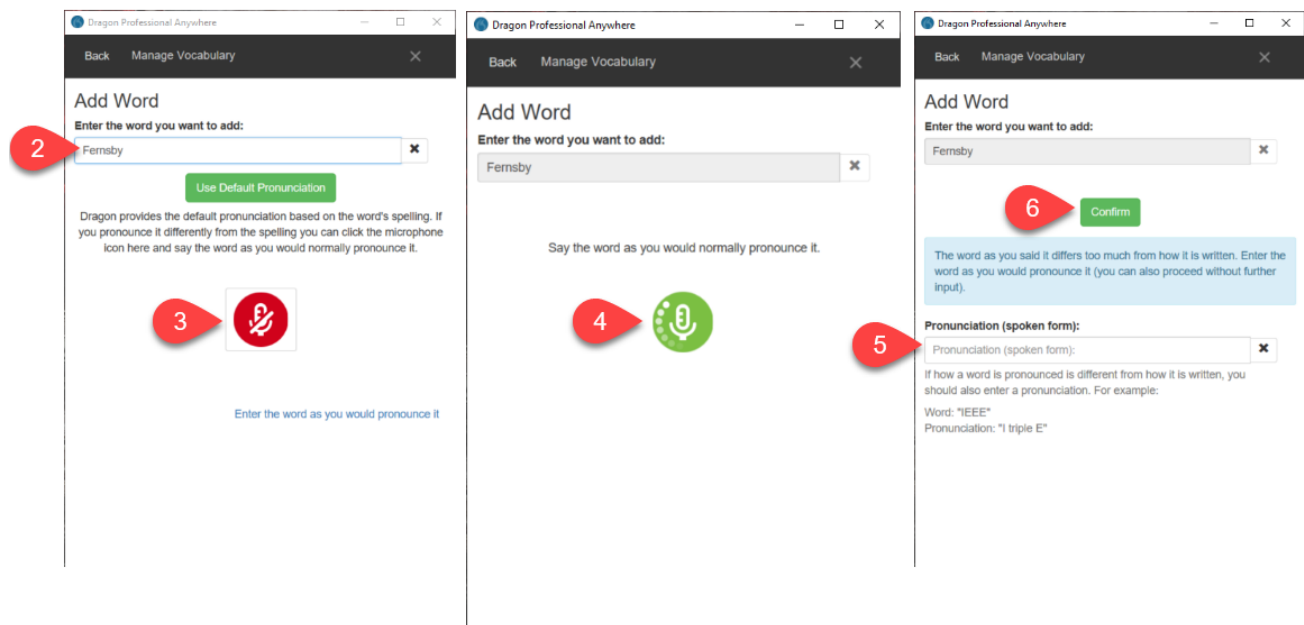 Dragon Professional Anywhere
Back Manage Vocabulary
Add Word
Enter the word you want to add:
2
Fernsby
Use Default Pronunciation
Dragon provides the default pronunciation based on the word's spelling. If
you pronounce it differently from the spelling you can click the microphone
icon here and say the word as you would normally pronounce it.
3
Enter the word as you would pronounce it
Dragon Professional Anywhere
Back Manage Vocabulary
Add Word
Enter the word you want to add:
Fernsby
Say the word as you would normally pronounce it.
4
Dragon Professional Anywhere
Back Manage Vocabulary
Add Word
Enter the word you want to add:
Fernsby
6
Confirm
The word as you said it differs too much from how it is written. Enter the
word as you would pronounce it (you can also proceed without further
input).
Pronunciation (spoken form):
5
Pronunciation (spoken form):
If how a word is pronounced is different from how it is written, you
should also enter a pronunciation. For example:
Word: "IEEE"
Pronunciation: "I triple E"